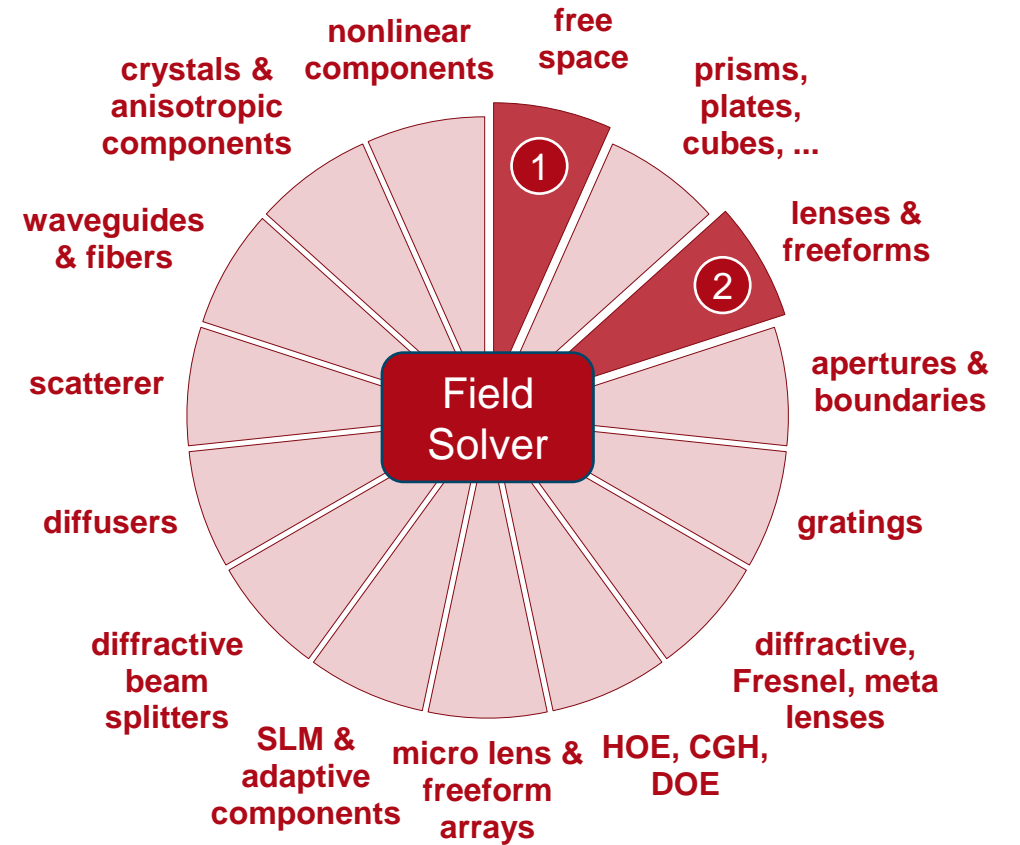 free
space
prisms,
plates,
cubes, ...
lenses &
freeforms
apertures &
boundaries
gratings
diffractive,
Fresnel, meta
lenses
HOE, CGH,
DOE
micro lens &
freeform
arrays
SLM &
adaptive
components
diffractive
beam
splitters
diffusers
scatterer
waveguides
& fibers
crystals &
anisotropic
components
nonlinear
components
1
2
Field
Solver